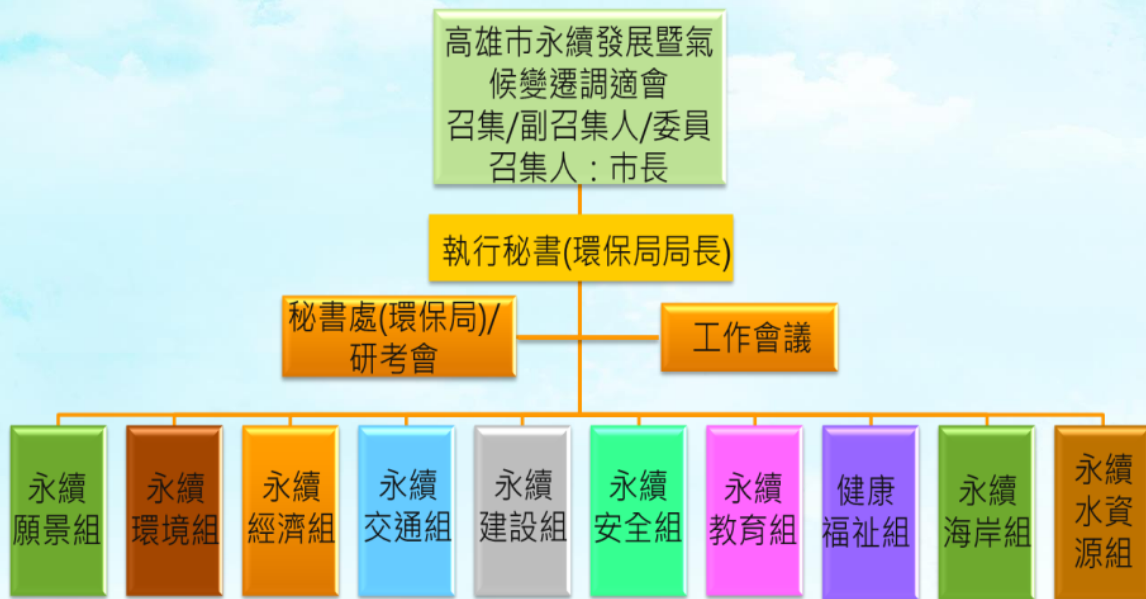 高雄市永續發展暨氣
候變遷調適會
召集/副召集人/委員
召集人：市長
執行秘書(環保局局長)
秘書處(環保局)/
研考會
工作會議
永續
願景組
永續
環境組
永續
經濟組
永續
交通組
永續
建設組
永續
安全組
永續
教育組
健康
福祉組
永續
海岸組
永續
水資
源組